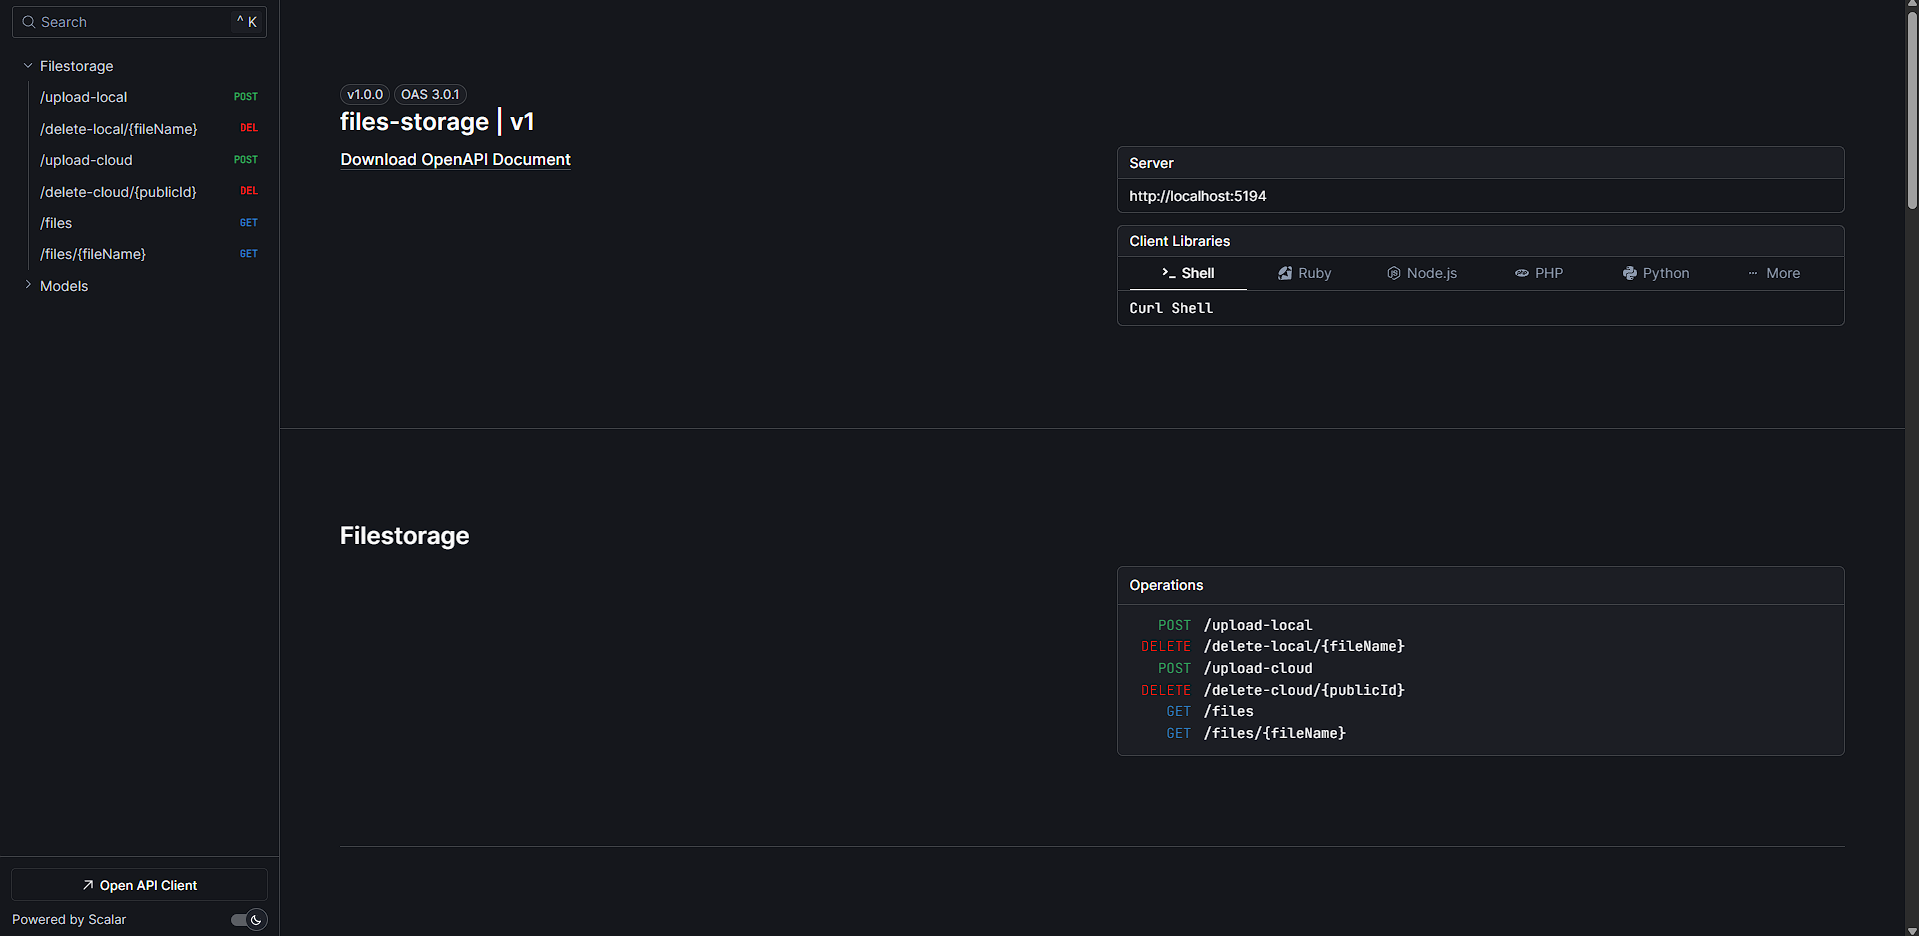 Search
^ K
Filestorage
/upload-local POST
/delete-local/{fileName} DEL
/upload-cloud POST
/delete-cloud/{publicId} DEL
/files GET
/files/{fileName} GET
Models
Open API Client
Powered by Scalar
v1.0.0 OAS 3.0.1
files-storage | v1
Download OpenAPI Document
Server
http://localhost:5194
Client Libraries
Shell Ruby Node.js PHP Python More
Curl Shell
Filestorage
Operations
POST /upload-local
DELETE /delete-local/{fileName}
POST /upload-cloud
DELETE /delete-cloud/{publicId}
GET /files
GET /files/{fileName}